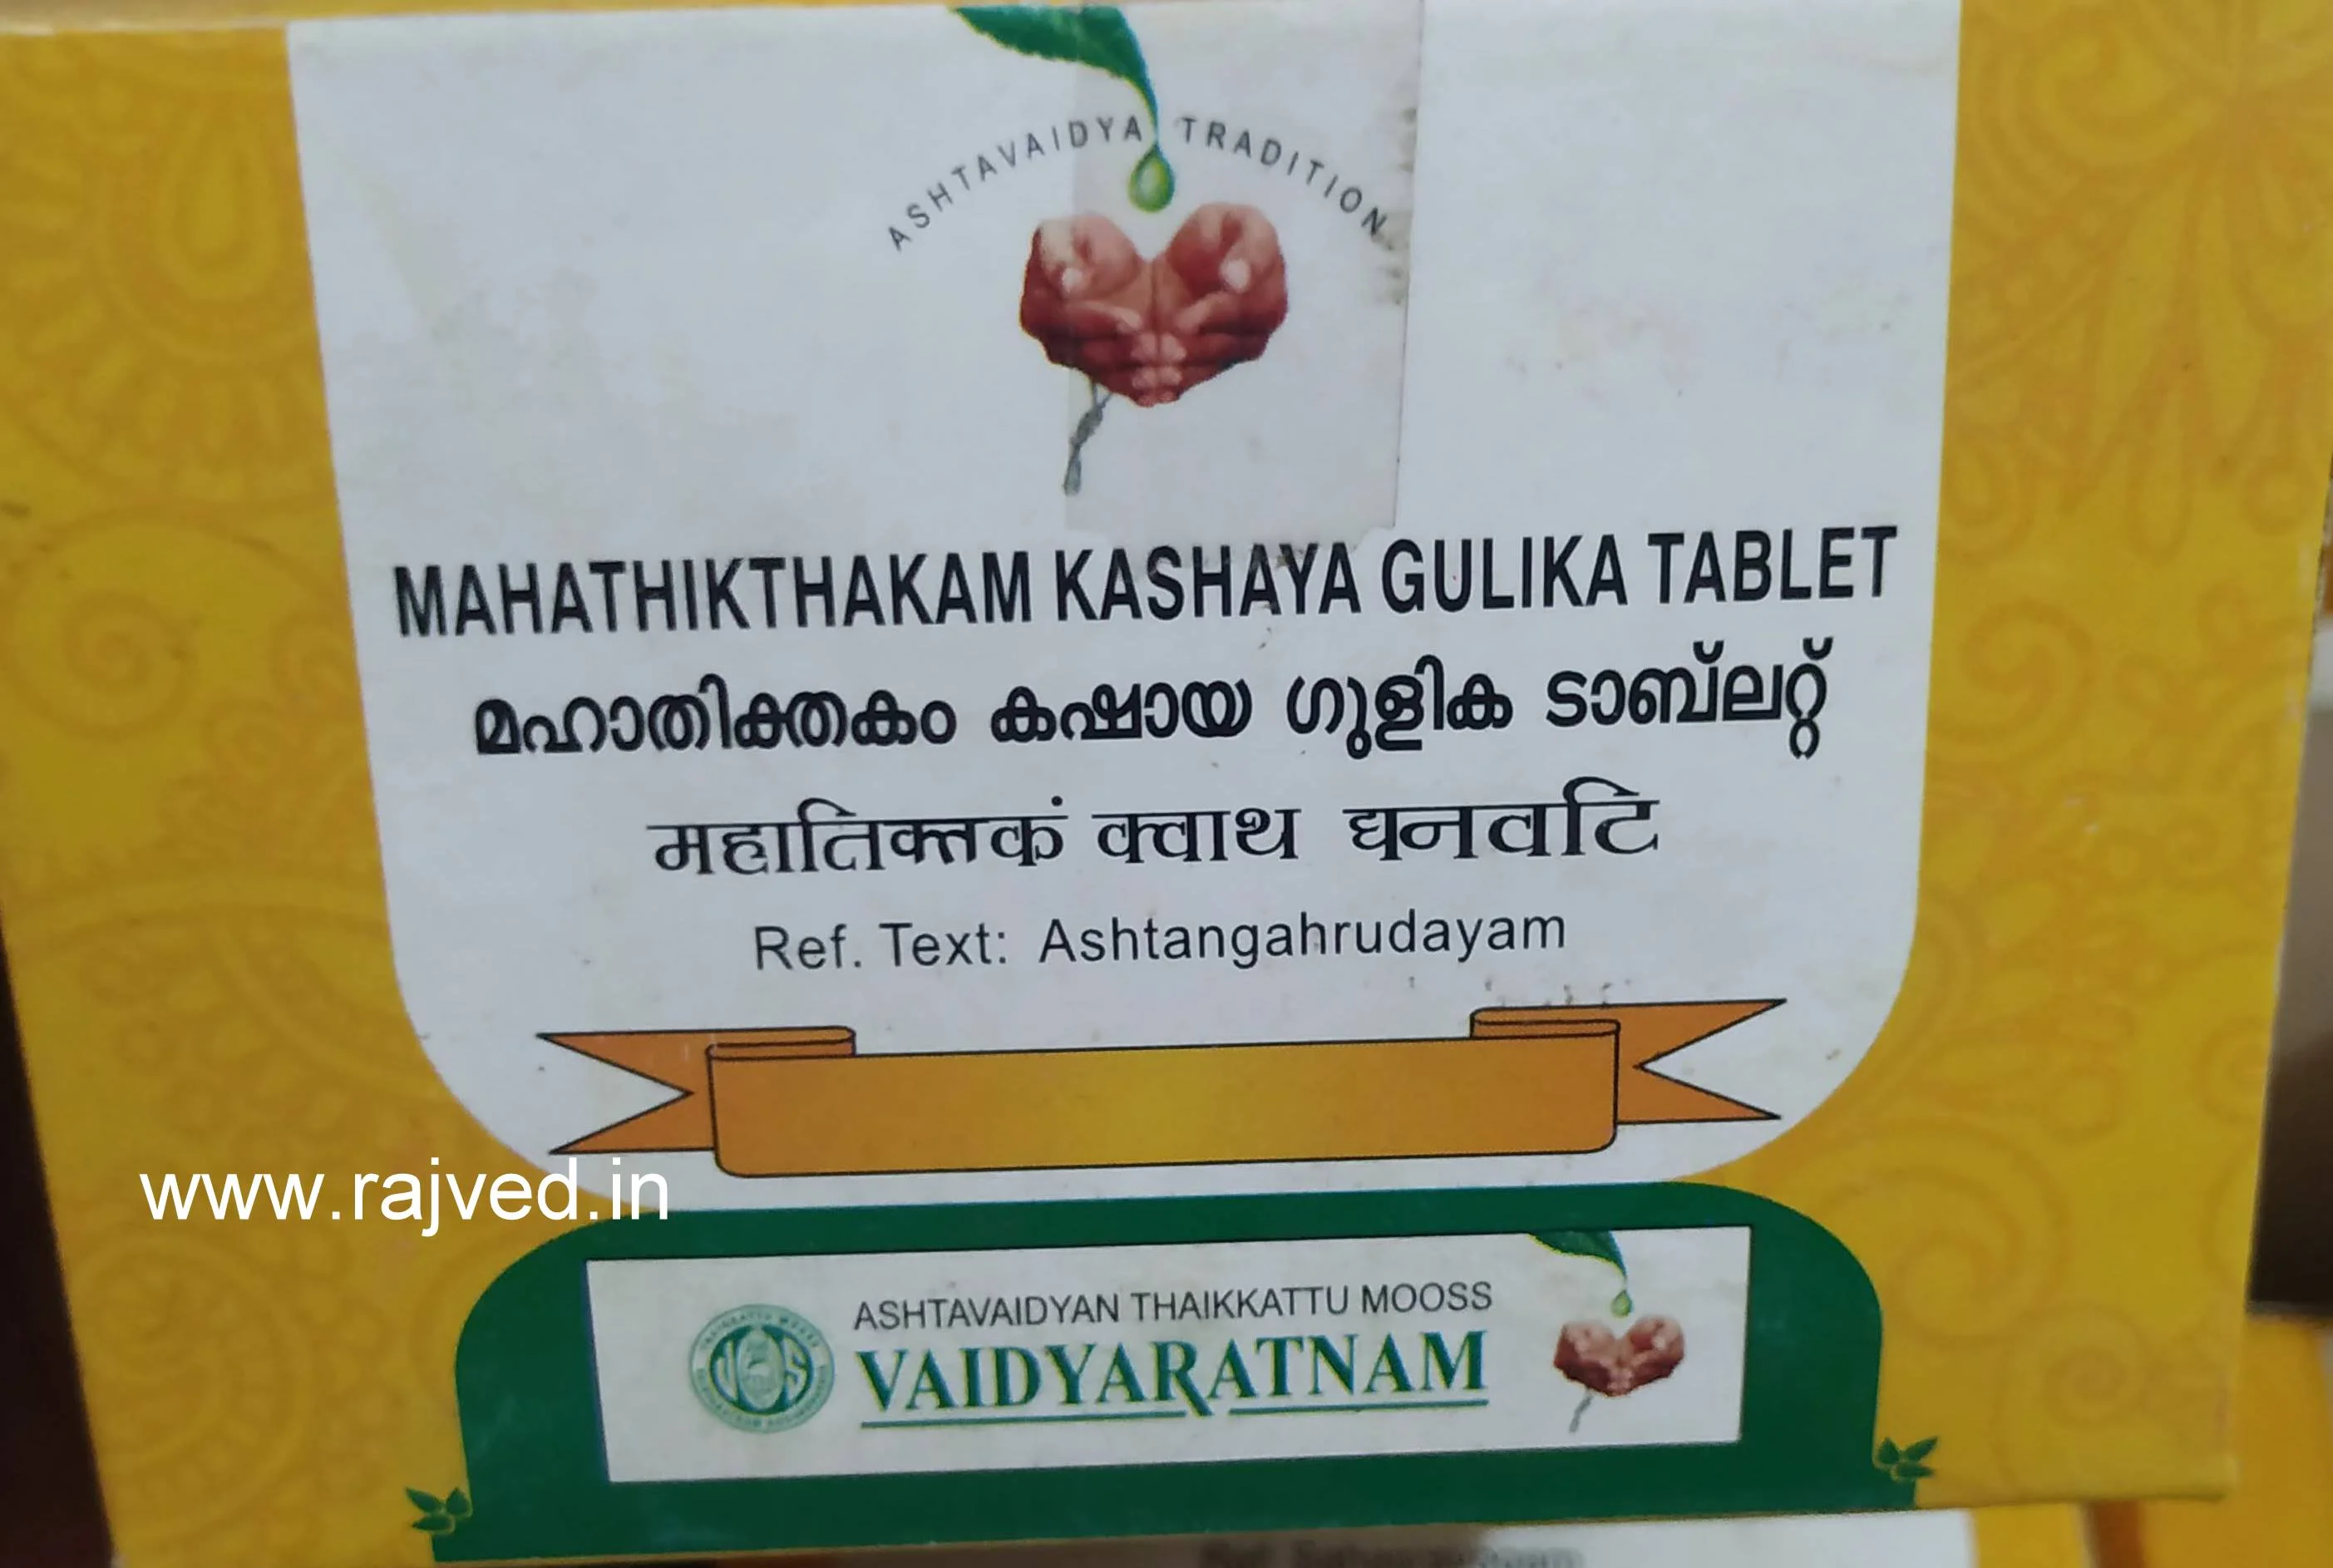 ASHTAVAIDYA TRADITION
MAHATHIKTHAKAM KASHAYA GULIKA TABLET
മഹാതിക്തകം കഷായ ഗുളിക ടാബ്ലറ്റ്
महातिक्तकं क्वाथ घनवटि
Ref. Text: Ashtangahrudayam
www.rajved.in
ASHTAVAIDYAN THAIKKATTU MOOSS
VAIDYARATNAM